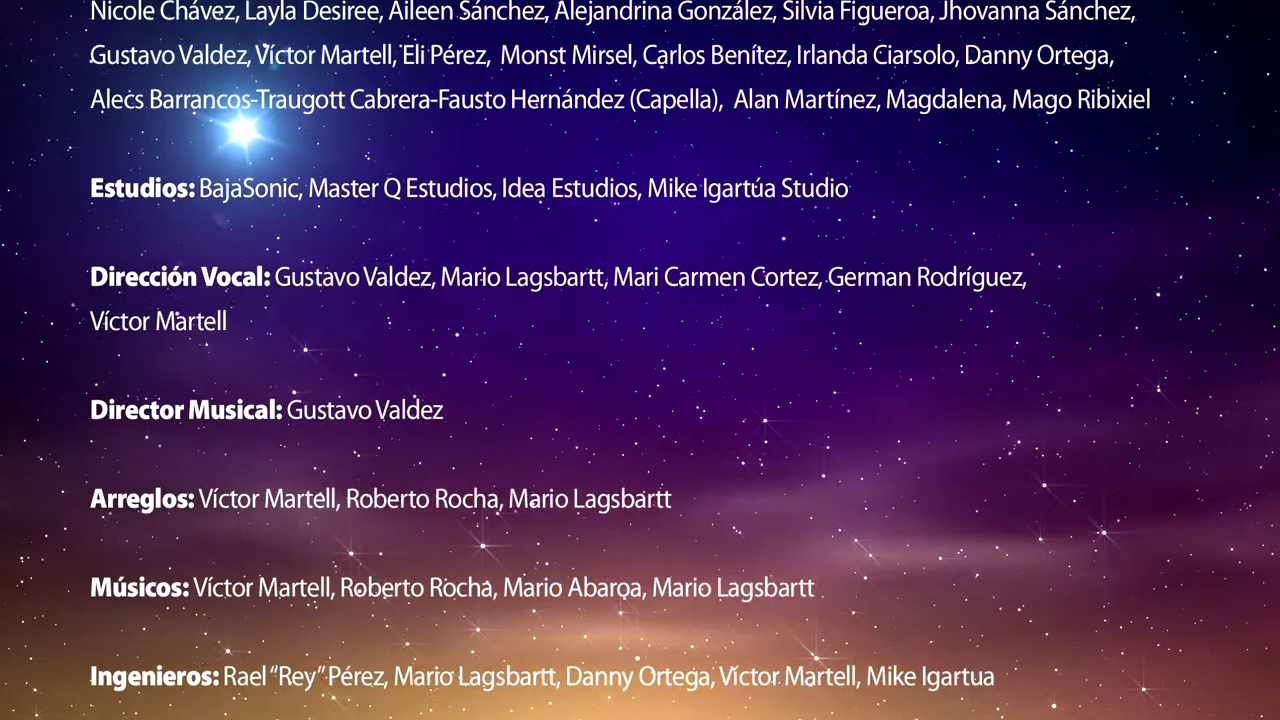 Nicole Chávez, Layla Desiree, Aileen Sánchez, Alejandrina González, Silvia Figueroa, Jhovanna Sánchez,
Gustavo Valdez, Víctor Martell, Eli Pérez, Monst Mirsel, Carlos Benítez, Irlanda Ciarsolo, Danny Ortega,
Alecs Barrancos-Traugott Cabrera-Fausto Hernández (Capella), Alan Martínez, Magdalena, Mago Ribixiel
Estudios: BajaSonic, Master Q Estudios, Idea Estudios, Mike Igartúa Studio
Dirección Vocal: Gustavo Valdez, Mario Lagsbartt, Mari Carmen Cortez, German Rodríguez,
Víctor Martell
Director Musical: Gustavo Valdez
Arreglos: Víctor Martell, Roberto Rocha, Mario Lagsbartt
Músicos: Víctor Martell, Roberto Rocha, Mario Abaroa, Mario Lagsbartt
Ingenieros: Rael “Rey” Pérez, Mario Lagsbartt, Danny Ortega, Víctor Martell, Mike Igartua